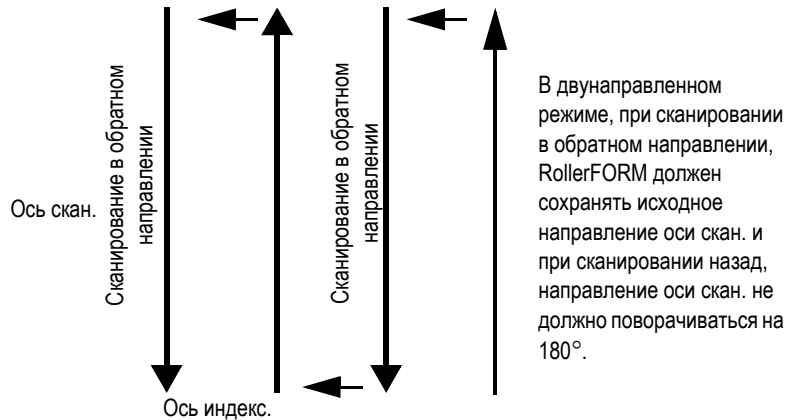 Ось скан.
Сканирование в обратном
направлении
Сканирование в обратном
направлении
Ось индекс.
В двунаправленном
режиме, при сканировании
в обратном направлении,
RollerFORM должен
сохранять исходное
направление оси скан. и
при сканировании назад,
направление оси скан. не
должно поворачиваться на
180°.